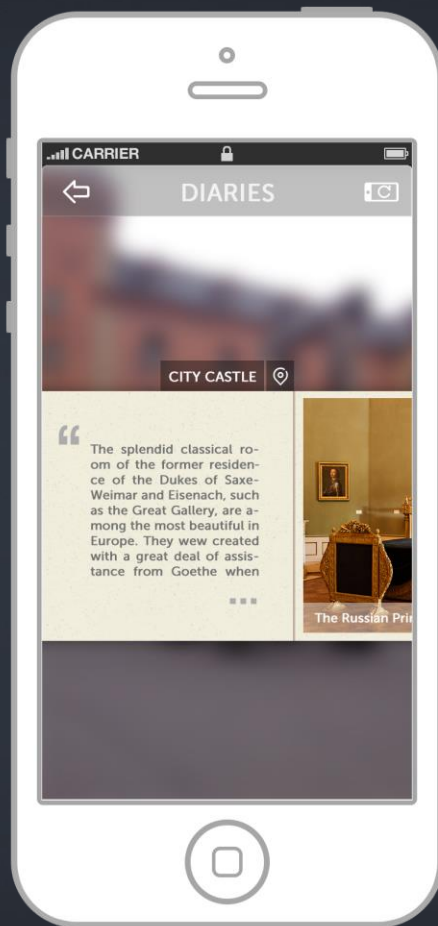 CARRIER
DIARIES
CITY CASTLE
“
The splendid classical ro-
om of the former residen-
ce of the Dukes of Saxe-
Weimar and Eisenach, such
as the Great Gallery, are a-
mong the most beautiful in
Europe. They wew created
with a great deal of assis-
tance from Goethe when
...
The Russian Pri